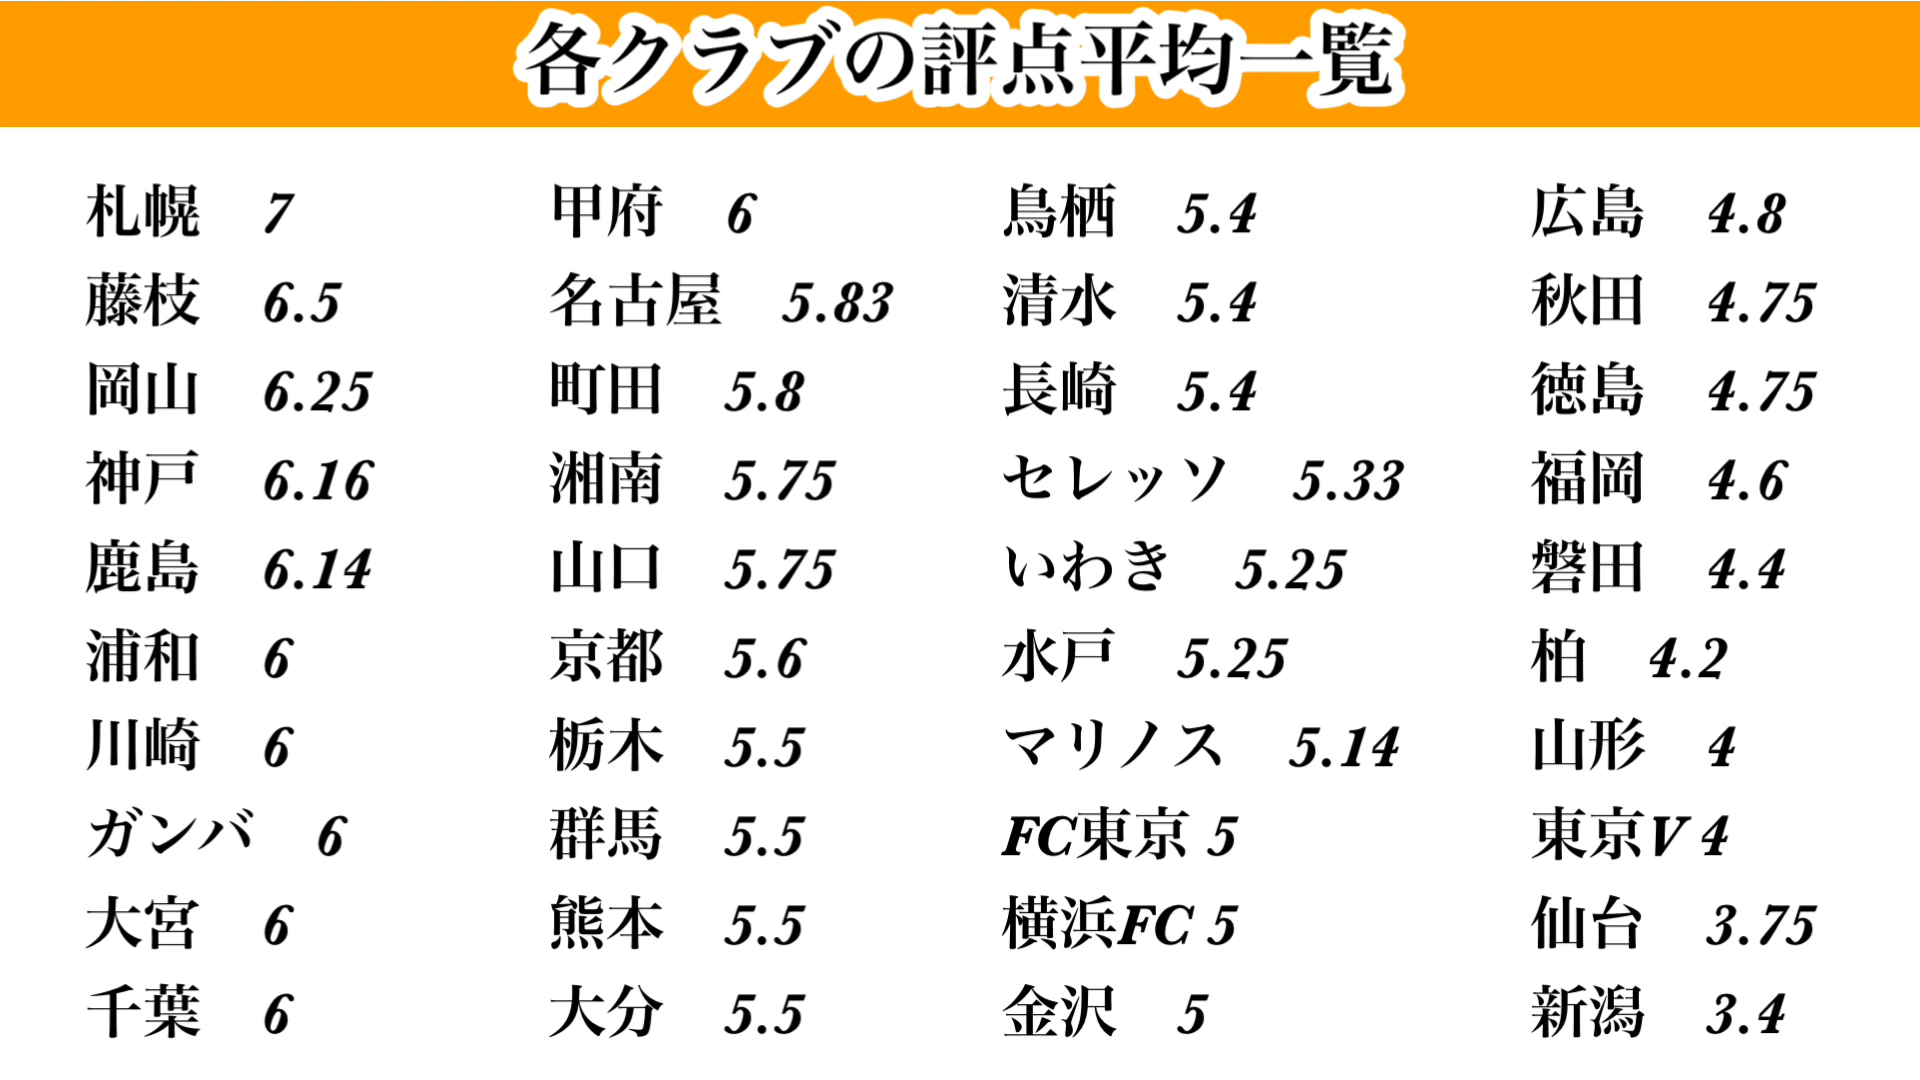 各クラブの評点平均一覧
札幌　7
藤枝　6.5
岡山　6.25
神戸　6.16
鹿島　6.14
浦和　6
川崎　6
ガンバ　6
大宮　6
千葉　6
甲府　6
名古屋　5.83
町田　5.8
湘南　5.75
山口　5.75
京都　5.6
栃木　5.5
群馬　5.5
熊本　5.5
大分　5.5
鳥栖　5.4
清水　5.4
長崎　5.4
セレッソ　5.33
いわき　5.25
水戸　5.25
マリノス　5.14
FC東京 5
横浜FC 5
金沢　5
広島　4.8
秋田　4.75
徳島　4.75
福岡　4.6
磐田　4.4
柏　4.2
山形　4
東京V 4
仙台　3.75
新潟　3.4